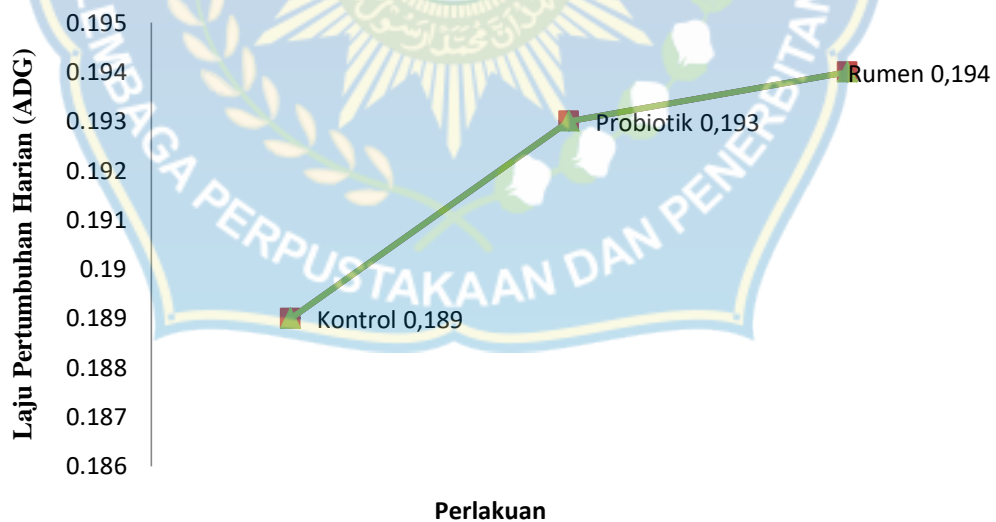 Laju Pertumbuhan Harian (ADG)
0.195
0.194
0.193
0.192
0.191
0.19
0.189
0.188
0.187
0.186
Kontrol 0,189
Probiotik 0,193
Rumen 0,194
Perlakuan
LEMBAGA PERPUSTAKAAN DAN PENERBITAN